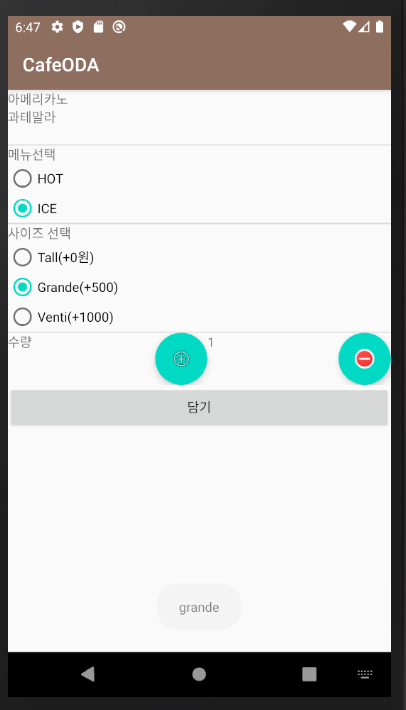 6:47
CafeODA
아메리카노
과테말라
메뉴선택
HOT
ICE
사이즈 선택
Tall(+0원)
Grande(+500)
Venti(+1000)
수량
1
담기
grande